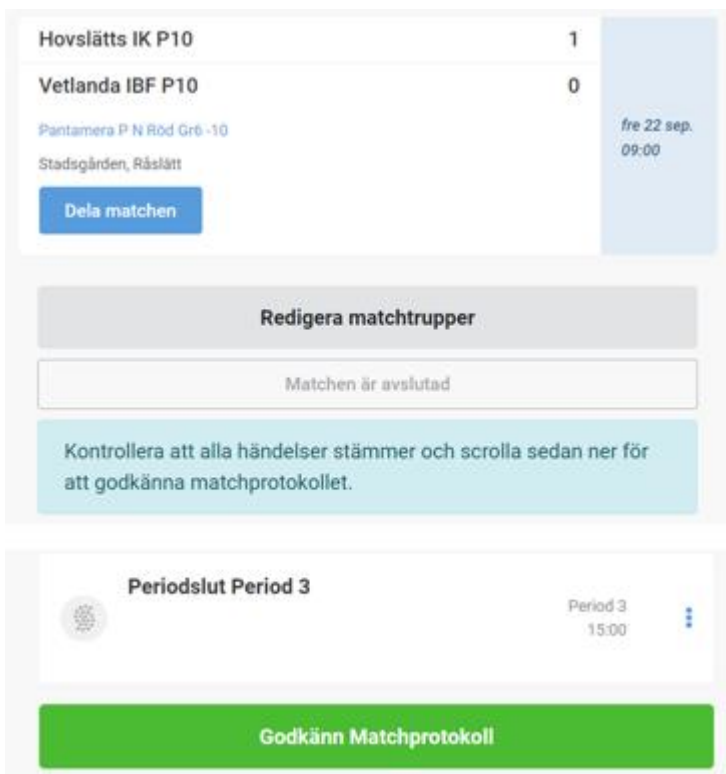 Hovslätts IK P10 1
Vetlanda IBF P10 0
Pantamera P N Röd Gr6 -10
Stadsgården, Råslätt
fre 22 sep.
09:00
Dela matchen
Redigera matchtrupper
Matchen är avslutad
Kontrollera att alla händelser stämmer och scrolla sedan ner för
att godkänna matchprotokollet.
Periodslut Period 3
Period 3
15:00
Godkänn Matchprotokoll